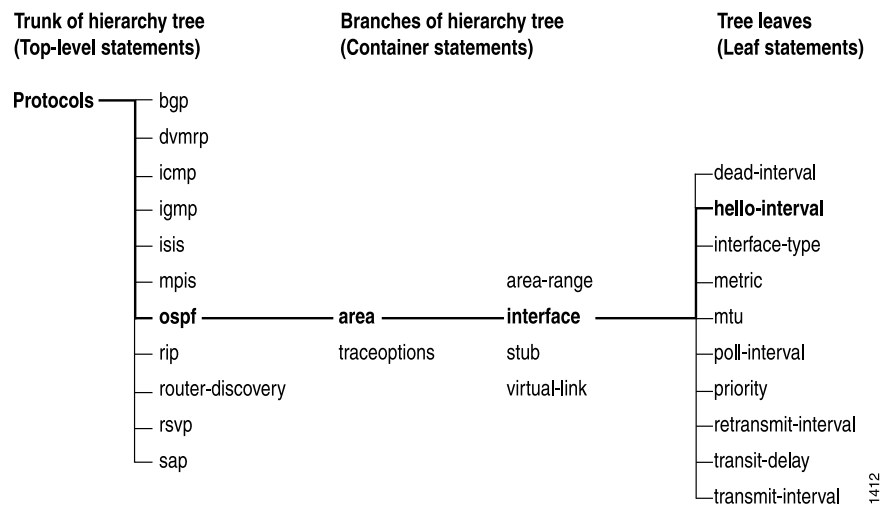 Trunk of hierarchy tree
(Top-level statements)
Branches of hierarchy tree
(Container statements)
Tree leaves
(Leaf statements)
Protocols
bgp
dvmrp
icmp
igmp
isis
mpis
ospf
rip
router-discovery
rsvp
sap
area
traceoptions
area-range
interface
stub
virtual-link
dead-interval
hello-interval
interface-type
metric
mtu
poll-interval
priority
retransmit-interval
transit-delay
transmit-interval
1412